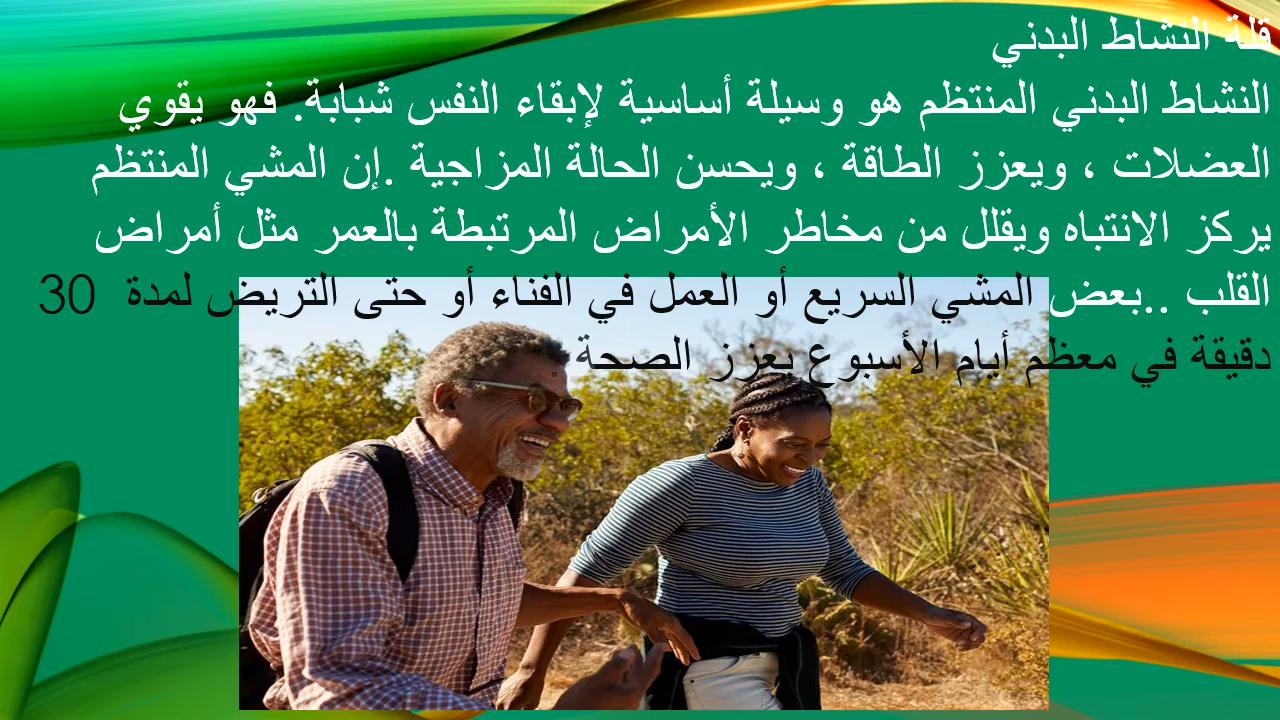 قلة النشاط البدني
النشاط البدني المنتظم هو وسيلة أساسية لإبقاء النفس شبابة. فهو يقوي
العضلات ، ويعزز الطاقة ، ويحسن الحالة المزاجية .إن المشي المنتظم
يركز الانتباه ويقلل من مخاطر الأمراض المرتبطة بالعمر مثل أمراض
القلب ..بعض المشي السريع أو العمل في الفناء أو حتى التريض لمدة 30
دقيقة في معظم أيام الأسبوع يعزز الصحة